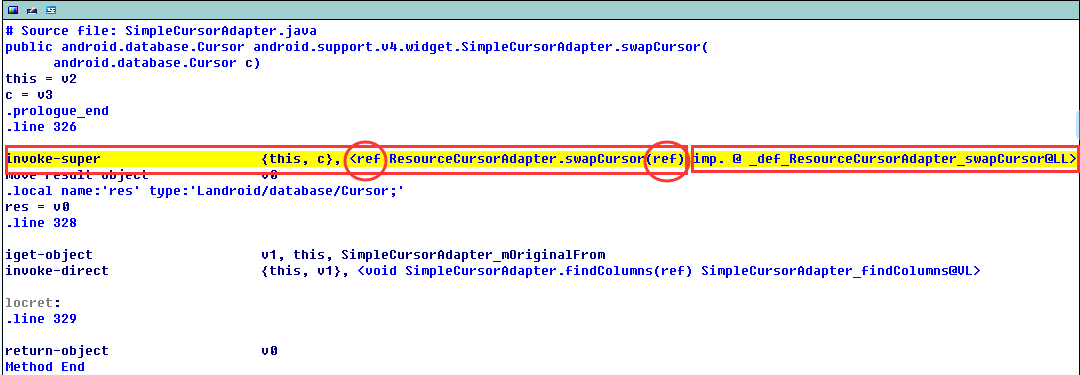 # Source file: SimpleCursorAdapter.java
public android.database.Cursor android.support.v4.widget.SimpleCursorAdapter.swapCursor(
      android.database.Cursor c)
this = v2
c = v3
.prologue_end
.line 326
invoke-super {this, c}, <ref ResourceCursorAdapter.swapCursor(ref) imp. @ _def_ResourceCursorAdapter_swapCursor@LL>
move-result-object v0
.local name:'res' type:'Landroid/database/Cursor;'
res = v0
.line 328
iget-object v1, this, SimpleCursorAdapter_mOriginalFrom
invoke-direct {this, v1}, <void SimpleCursorAdapter.findColumns(ref) SimpleCursorAdapter_findColumns@VL>
locret:
.line 329
return-object v0
Method End